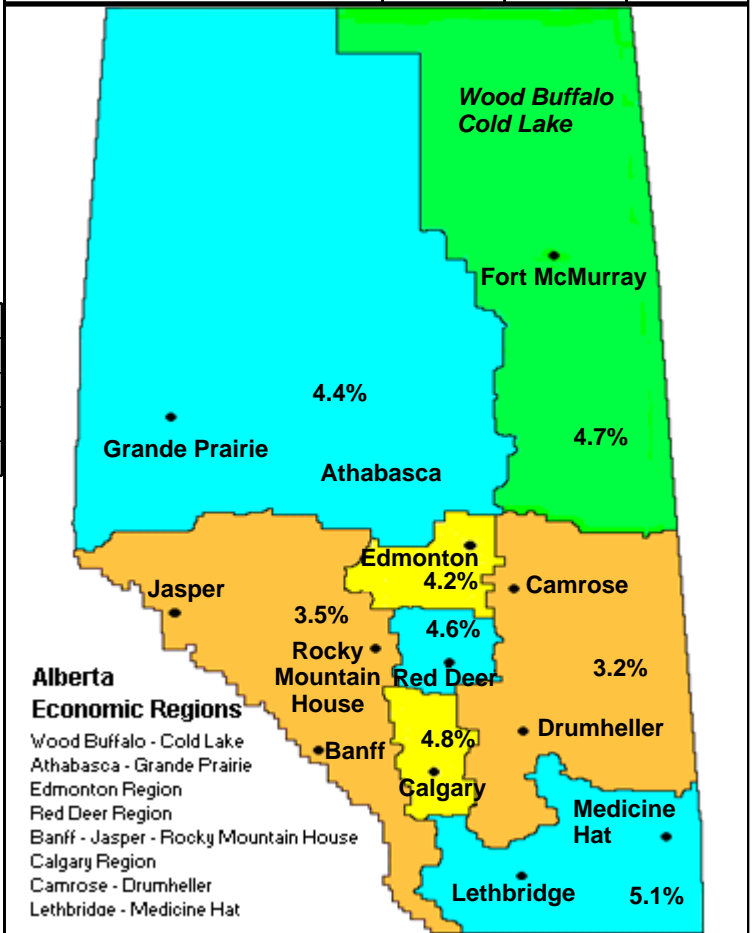 Wood Buffalo
Cold Lake
Fort McMurray
4.4%
Grande Prairie
4.7%
Athabasca
Edmonton
4.2%
Jasper
Camrose
3.5%
4.6%
Rocky
Mountain
House
Red Deer
3.2%
Alberta
Economic Regions
Wood Buffalo - Cold Lake
Athabasca - Grande Prairie
Edmonton Region
Red Deer Region
Banff - Jasper - Rocky Mountain House
Calgary Region
Camrose - Drumheller
Lethbridge - Medicine Hat
Banff
4.8%
Drumheller
Calgary
Medicine
Hat
Lethbridge
5.1%